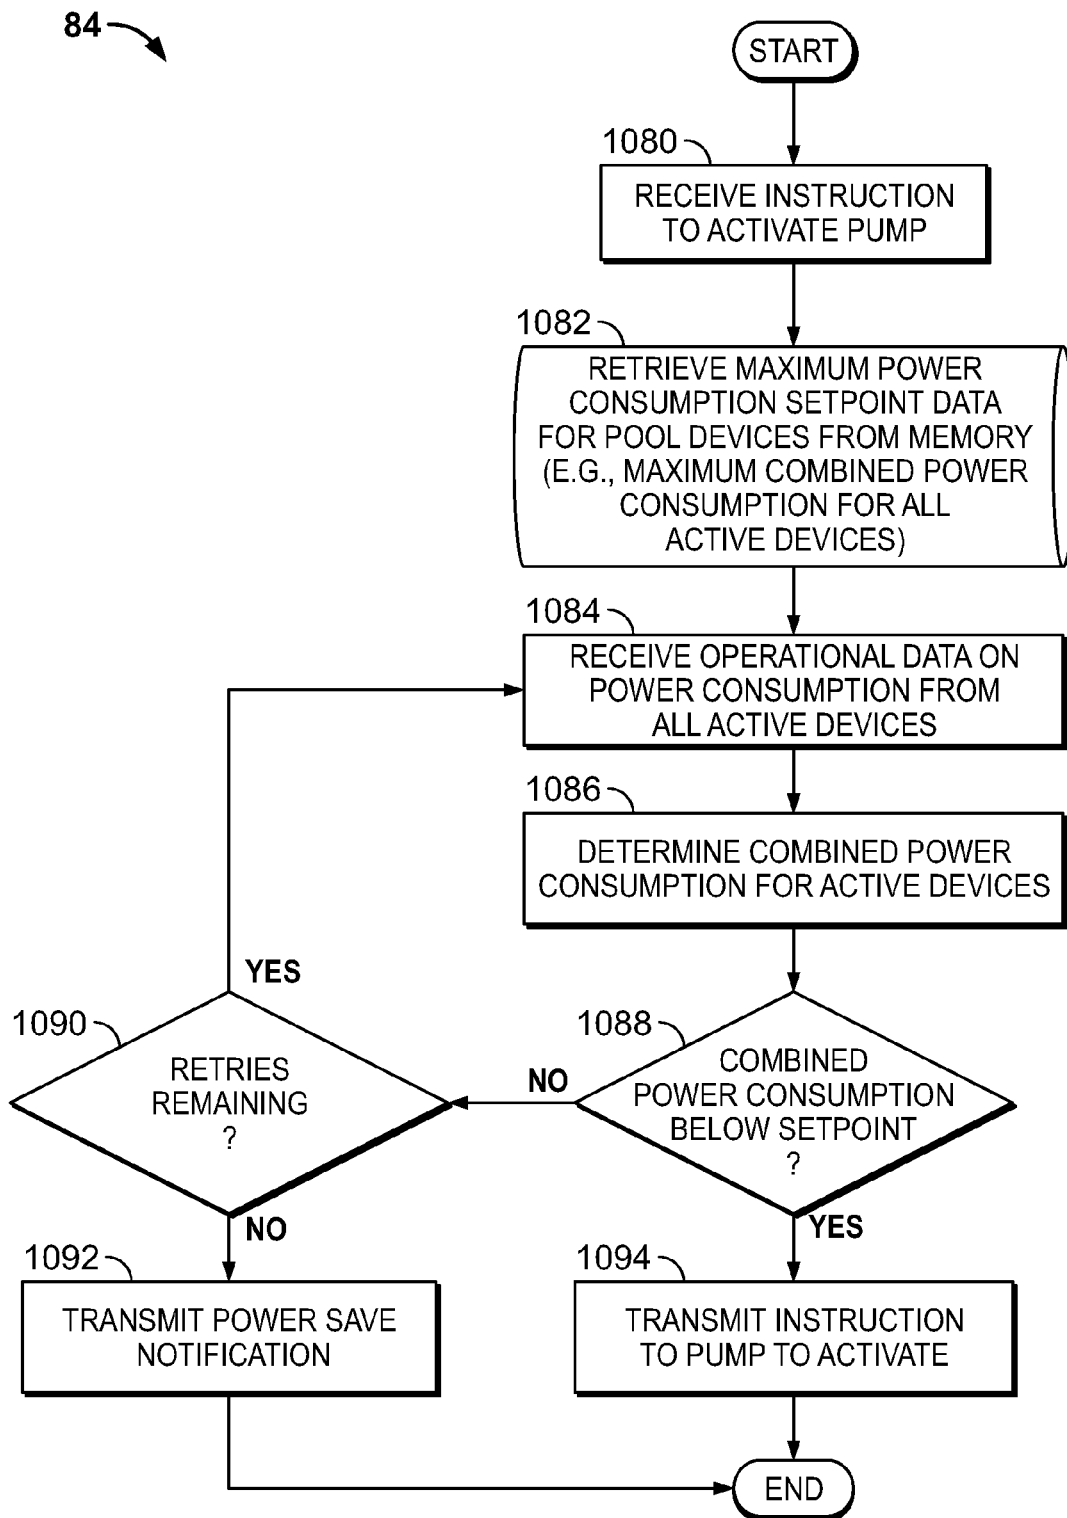 84
START
1080
RECEIVE INSTRUCTION
TO ACTIVATE PUMP
1082
RETRIEVE MAXIMUM POWER
CONSUMPTION SETPOINT DATA
FOR POOL DEVICES FROM MEMORY
(E.G., MAXIMUM COMBINED POWER
CONSUMPTION FOR ALL
ACTIVE DEVICES)
1084
RECEIVE OPERATIONAL DATA ON
POWER CONSUMPTION FROM
ALL ACTIVE DEVICES
1086
DETERMINE COMBINED POWER
CONSUMPTION FOR ACTIVE DEVICES
1088
COMBINED
POWER CONSUMPTION
BELOW SETPOINT
?
NO
YES
1090
RETRIES
REMAINING
?
YES
NO
1092
TRANSMIT POWER SAVE
NOTIFICATION
1094
TRANSMIT INSTRUCTION
TO PUMP TO ACTIVATE
END